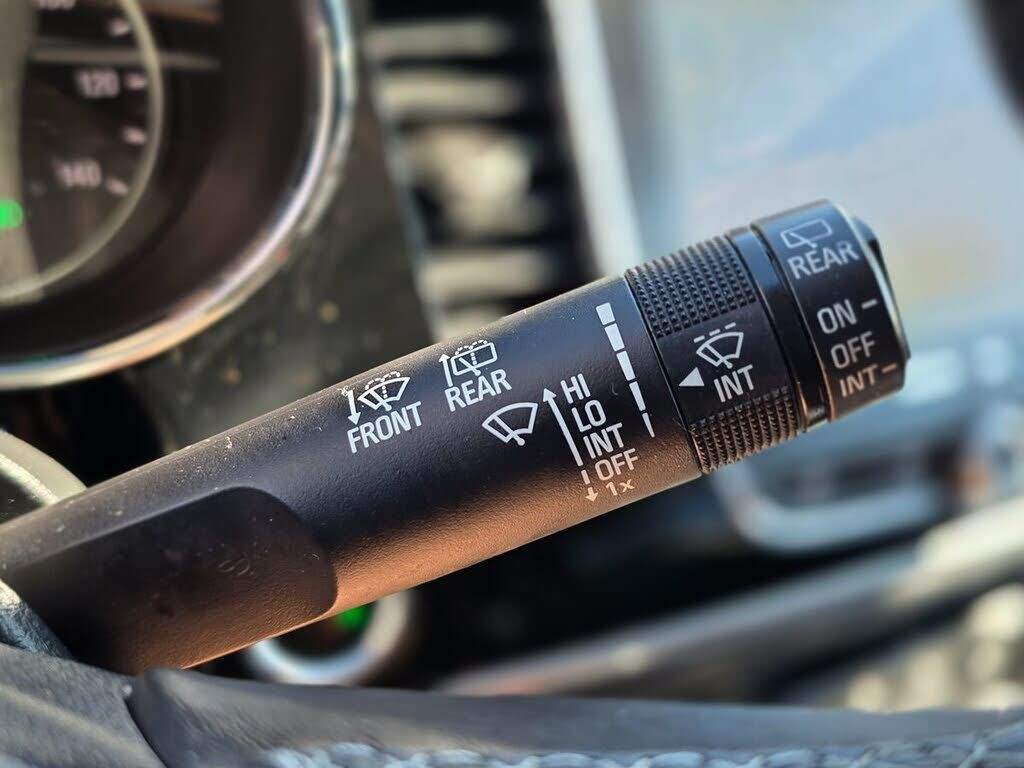 120
140
FRONT
REAR
HI
LO
INT
OFF
1x
INT
REAR
ON
OFF
INT